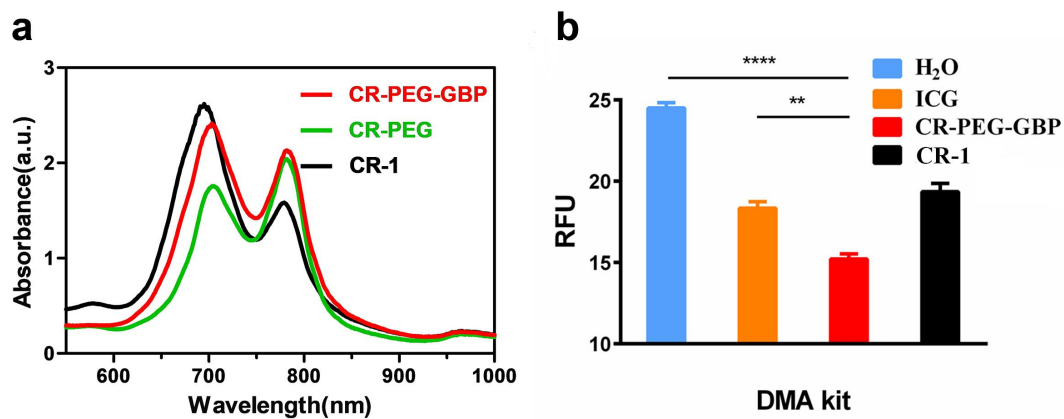 a
Absorbance(a.u.)
3
2
1
0
CR-PEG-GBP
CR-PEG
CR-1
600
700
800
900
1000
Wavelength(nm)
b
RFU
25
20
15
10
****
**
H₂O
ICG
CR-PEG-GBP
CR-1
DMA kit